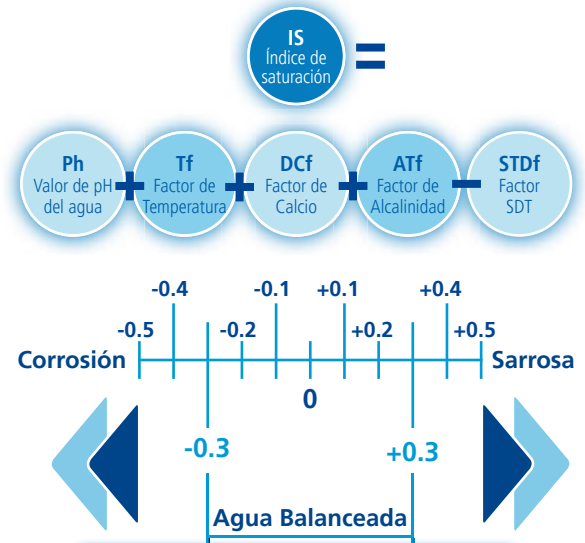 IS
Índice de
saturación
=
Ph
Valor de pH
del agua
+
Tf
Factor de
Temperatura
+
DCf
Factor de
Calcio
+
ATf
Factor de
Alcalinidad
-
STDf
Factor
SDT
-0.4
-0.1
+0.1
+0.4
-0.5
-0.2
+0.2
+0.5
Corrosión
Sarrosa
0
-0.3
+0.3
Agua Balanceada